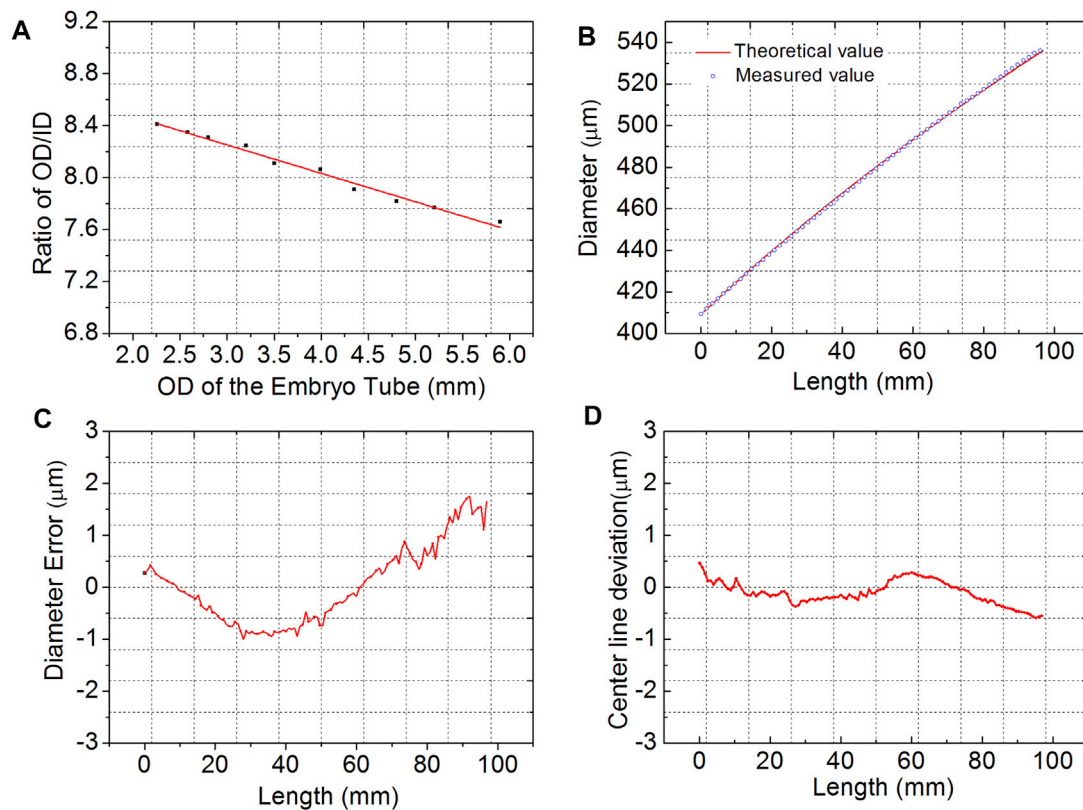 A
9.2
8.8
8.4
8.0
7.6
7.2
6.8
Ratio of OD/ID
2.0 2.5 3.0 3.5 4.0 4.5 5.0 5.5 6.0
OD of the Embryo Tube (mm)
B
540
520
500
480
460
440
420
400
Diameter (μm)
Theoretical value
Measured value
0 20 40 60 80 100
Length (mm)
C
3
2
1
0
-1
-2
-3
Diameter Error (μm)
0 20 40 60 80 100
Length (mm)
D
3
2
1
0
-1
-2
-3
Center line deviation(μm)
0 20 40 60 80 100
Length (mm)